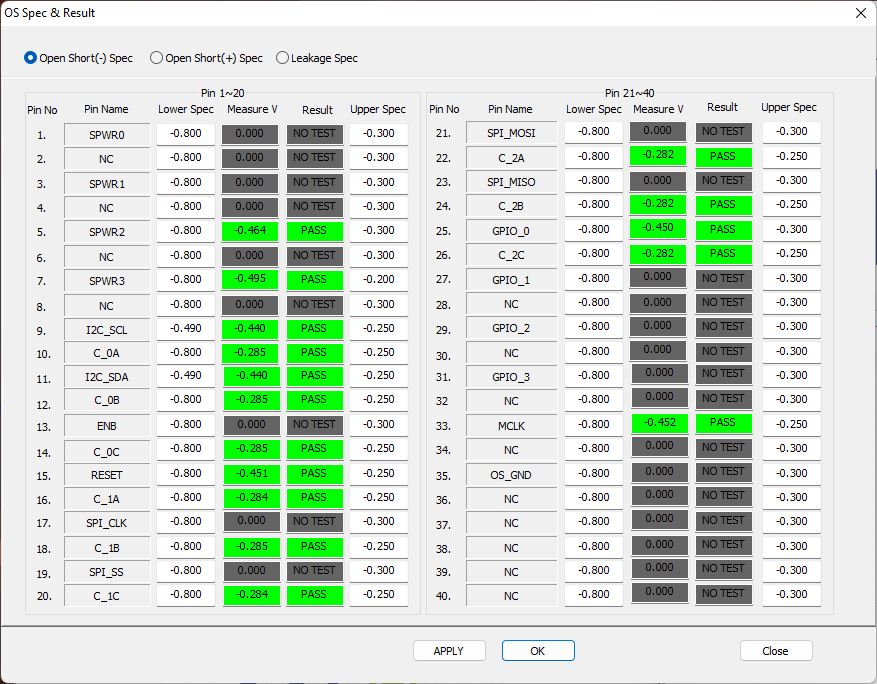 OS Spec & Result
Open Short(-) Spec Open Short(+) Spec Leakage Spec
Pin 1~20
Pin No Pin Name Lower Spec Measure V Result Upper Spec
1. SPWR0 -0.800 0.000 NO TEST -0.300
2. NC -0.800 0.000 NO TEST -0.300
3. SPWR1 -0.800 0.000 NO TEST -0.300
4. NC -0.800 0.000 NO TEST -0.300
5. SPWR2 -0.800 -0.464 PASS -0.300
6. NC -0.800 0.000 NO TEST -0.300
7. SPWR3 -0.800 -0.495 PASS -0.200
8. NC -0.800 0.000 NO TEST -0.300
9. I2C_SCL -0.490 -0.440 PASS -0.250
10. C_0A -0.800 -0.285 PASS -0.250
11. I2C_SDA -0.490 -0.440 PASS -0.250
12. C_0B -0.800 -0.285 PASS -0.250
13. ENB -0.800 0.000 NO TEST -0.300
14. C_0C -0.800 -0.285 PASS -0.250
15. RESET -0.800 -0.451 PASS -0.250
16. C_1A -0.800 -0.284 PASS -0.250
17. SPI_CLK -0.800 0.000 NO TEST -0.300
18. C_1B -0.800 -0.285 PASS -0.250
19. SPI_SS -0.800 0.000 NO TEST -0.300
20. C_1C -0.800 -0.284 PASS -0.250
Pin 21~40
Pin No Pin Name Lower Spec Measure V Result Upper Spec
21. SPI_MOSI -0.800 0.000 NO TEST -0.300
22. C_2A -0.800 -0.282 PASS -0.250
23. SPI_MISO -0.800 0.000 NO TEST -0.300
24. C_2B -0.800 -0.282 PASS -0.250
25. GPIO_0 -0.800 -0.450 PASS -0.300
26. C_2C -0.800 -0.282 PASS -0.250
27. GPIO_1 -0.800 0.000 NO TEST -0.300
28. NC -0.800 0.000 NO TEST -0.300
29. GPIO_2 -0.800 0.000 NO TEST -0.300
30. NC -0.800 0.000 NO TEST -0.300
31. GPIO_3 -0.800 0.000 NO TEST -0.300
32 NC -0.800 0.000 NO TEST -0.300
33. MCLK -0.800 -0.452 PASS -0.250
34. NC -0.800 0.000 NO TEST -0.300
35. OS_GND -0.800 0.000 NO TEST -0.300
36. NC -0.800 0.000 NO TEST -0.300
37. NC -0.800 0.000 NO TEST -0.300
38. NC -0.800 0.000 NO TEST -0.300
39. NC -0.800 0.000 NO TEST -0.300
40. NC -0.800 0.000 NO TEST -0.300
APPLY OK Close